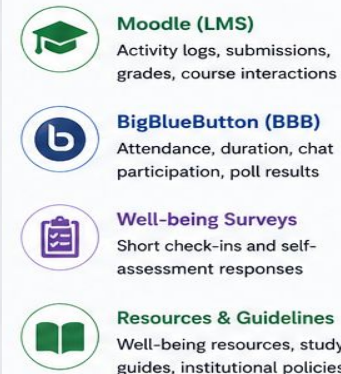 Moodle (LMS)
Activity logs, submissions,
grades, course interactions
BigBlueButton (BBB)
Attendance, duration, chat
participation, poll results
Well-being Surveys
Short check-ins and self-
assessment responses
Resources & Guidelines
Well-being resources, study
guides, institutional policies